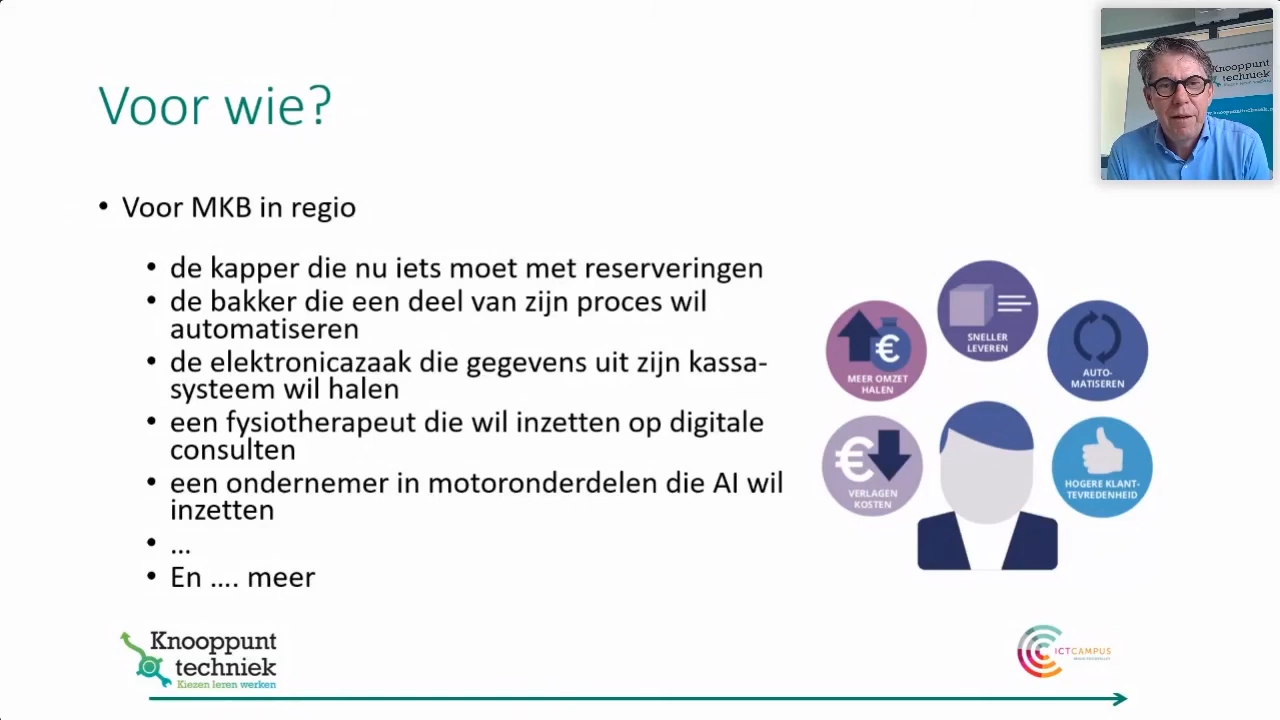 Voor wie?
• Voor MKB in regio
• de kapper die nu iets moet met reserveringen
• de bakker die een deel van zijn proces wil
automatiseren
• de elektronicazaak die gegevens uit zijn kassa-
systeem wil halen
• een fysiotherapeut die wil inzetten op digitale
consulten
• een ondernemer in motoronderdelen die AI wil
inzetten
• ...
• En .... meer
SNELLER
LEVEREN
€
MEER OMZET
HALEN
AUTO-
MATISEREN
€
VERLAGEN
KOSTEN
HOGERE KLANT-
TEVREDENHEID
Knooppunt
techniek
Kiezen leren werken
ICTCAMPUS
Knooppunt
techniek
Kiezen leren werken